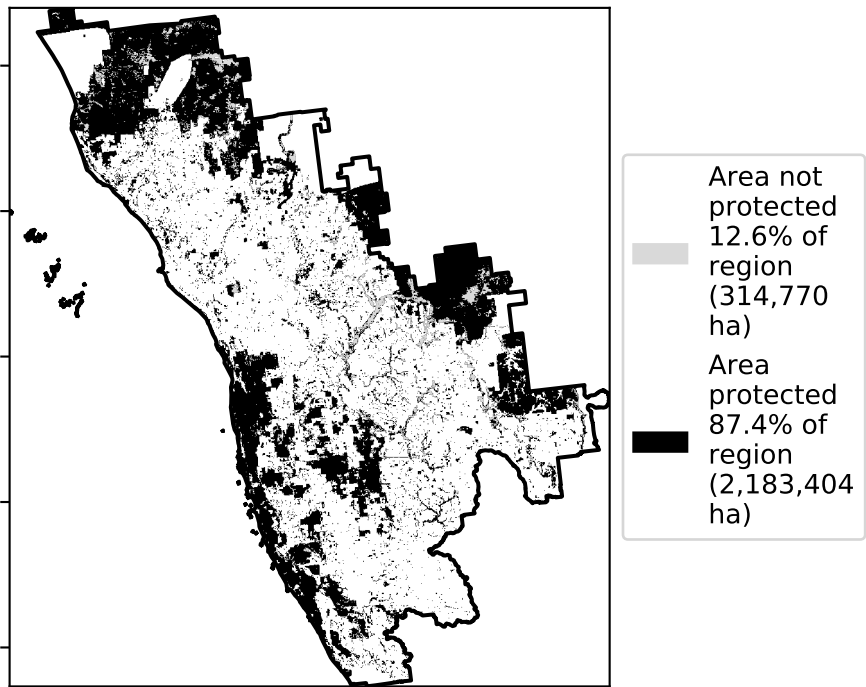 Area not
protected
12.6% of
region
(314,770
ha)
Area
protected
87.4% of
region
(2,183,404
ha)